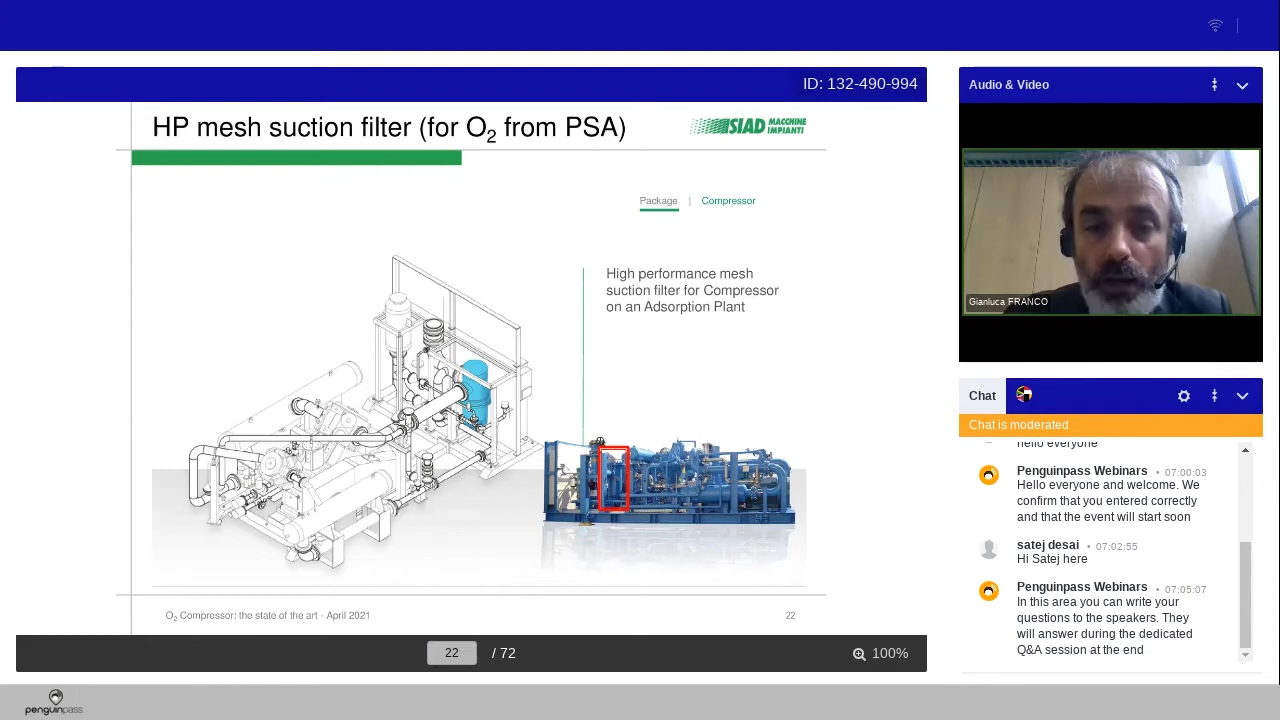 ID: 132-490-994
HP mesh suction filter (for O2 from PSA)
SIAD MACCHINE
IMPIANTI
Package | Compressor
High performance mesh
suction filter for Compressor
on an Adsorption Plant
O2 Compressor: the state of the art - April 2021
22
22 / 72
100%
Audio & Video
Gianluca FRANCO
Chat
Chat is moderated
hello everyone
Penguinpass Webinars • 07:00:03
Hello everyone and welcome. We
confirm that you entered correctly
and that the event will start soon
satej desai • 07:02:55
Hi Satej here
Penguinpass Webinars • 07:05:07
In this area you can write your
questions to the speakers. They
will answer during the dedicated
Q&A session at the end
penguinpass